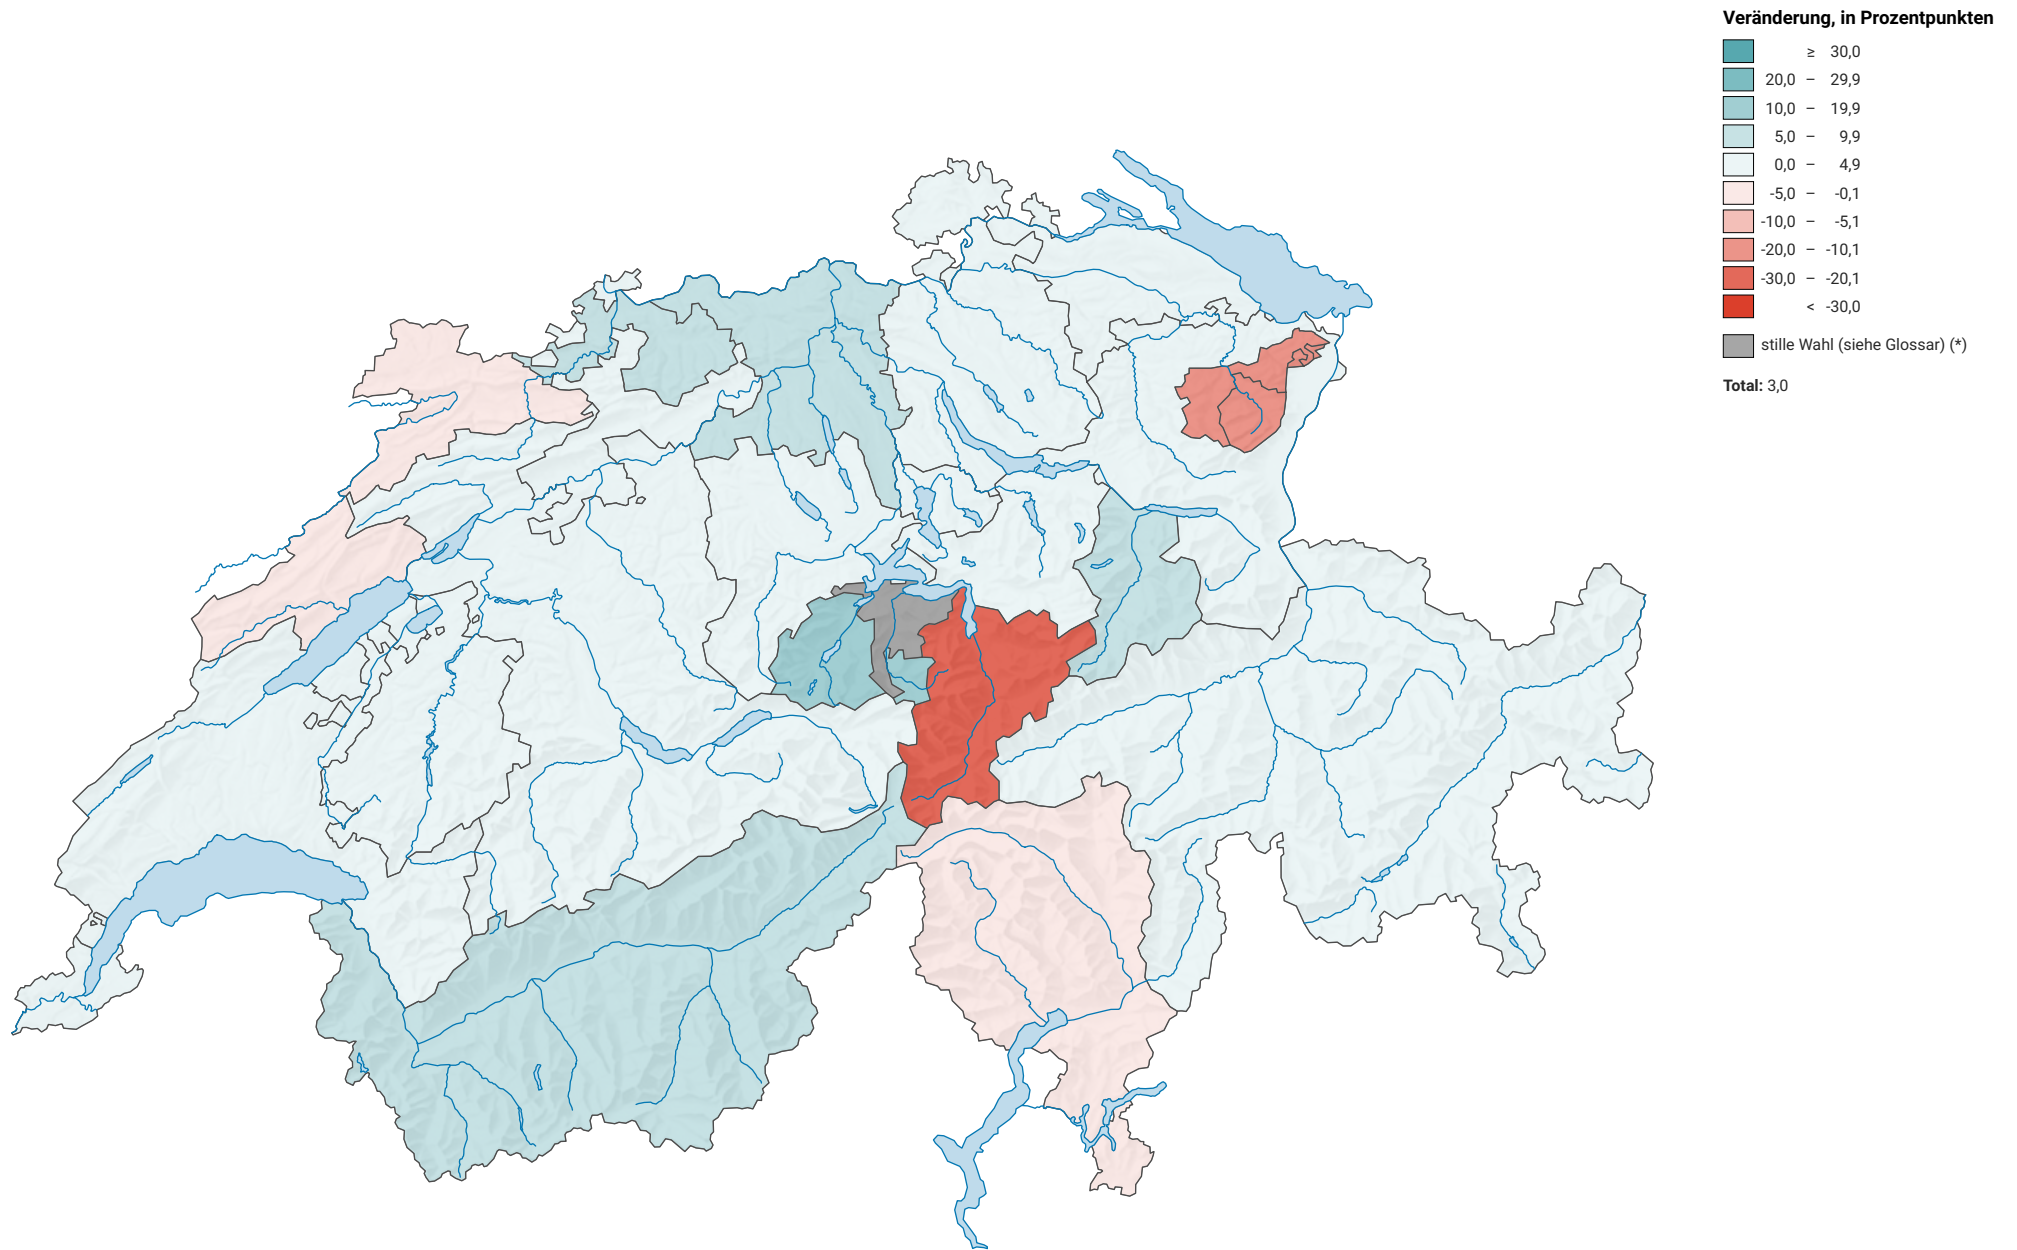 Veränderung, in Prozentpunkten
≥ 30,0
20,0 – 29,9
10,0 – 19,9
5,0 – 9,9
0,0 – 4,9
-5,0 – -0,1
-10,0 – -5,1
-20,0 – -10,1
-30,0 – -20,1
< -30,0
stille Wahl (siehe Glossar) (*)
Total: 3,0